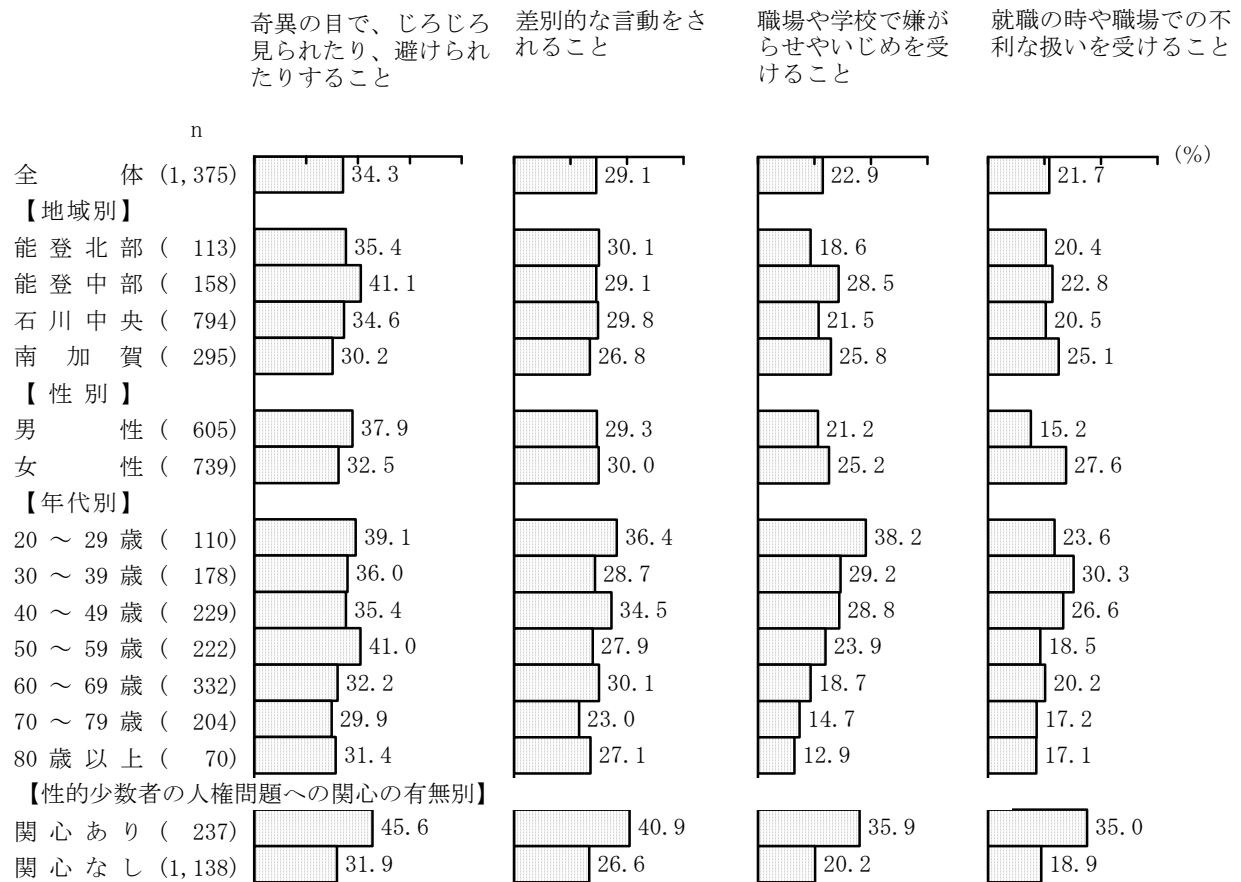 奇異の目で、じろじろ
見られたり、避けられ
たりすること
差別的な言動をさ
れること
職場や学校で嫌が
らせやいじめを受
けること
就職の時や職場での不
利な扱いを受けること
n
(%)
全体 (1,375) 34.3 29.1 22.9 21.7
【地域別】
能登北部 ( 113) 35.4 30.1 18.6 20.4
能登中部 ( 158) 41.1 29.1 28.5 22.8
石川中央 ( 794) 34.6 29.8 21.5 20.5
南加賀 ( 295) 30.2 26.8 25.8 25.1
【性別】
男性 ( 605) 37.9 29.3 21.2 15.2
女性 ( 739) 32.5 30.0 25.2 27.6
【年代別】
20～29歳 ( 110) 39.1 36.4 38.2 23.6
30～39歳 ( 178) 36.0 28.7 29.2 30.3
40～49歳 ( 229) 35.4 34.5 28.8 26.6
50～59歳 ( 222) 41.0 27.9 23.9 18.5
60～69歳 ( 332) 32.2 30.1 18.7 20.2
70～79歳 ( 204) 29.9 23.0 14.7 17.2
80歳以上 ( 70) 31.4 27.1 12.9 17.1
【性的少数者の人権問題への関心の有無別】
関心あり ( 237) 45.6 40.9 35.9 35.0
関心なし (1,138) 31.9 26.6 20.2 18.9